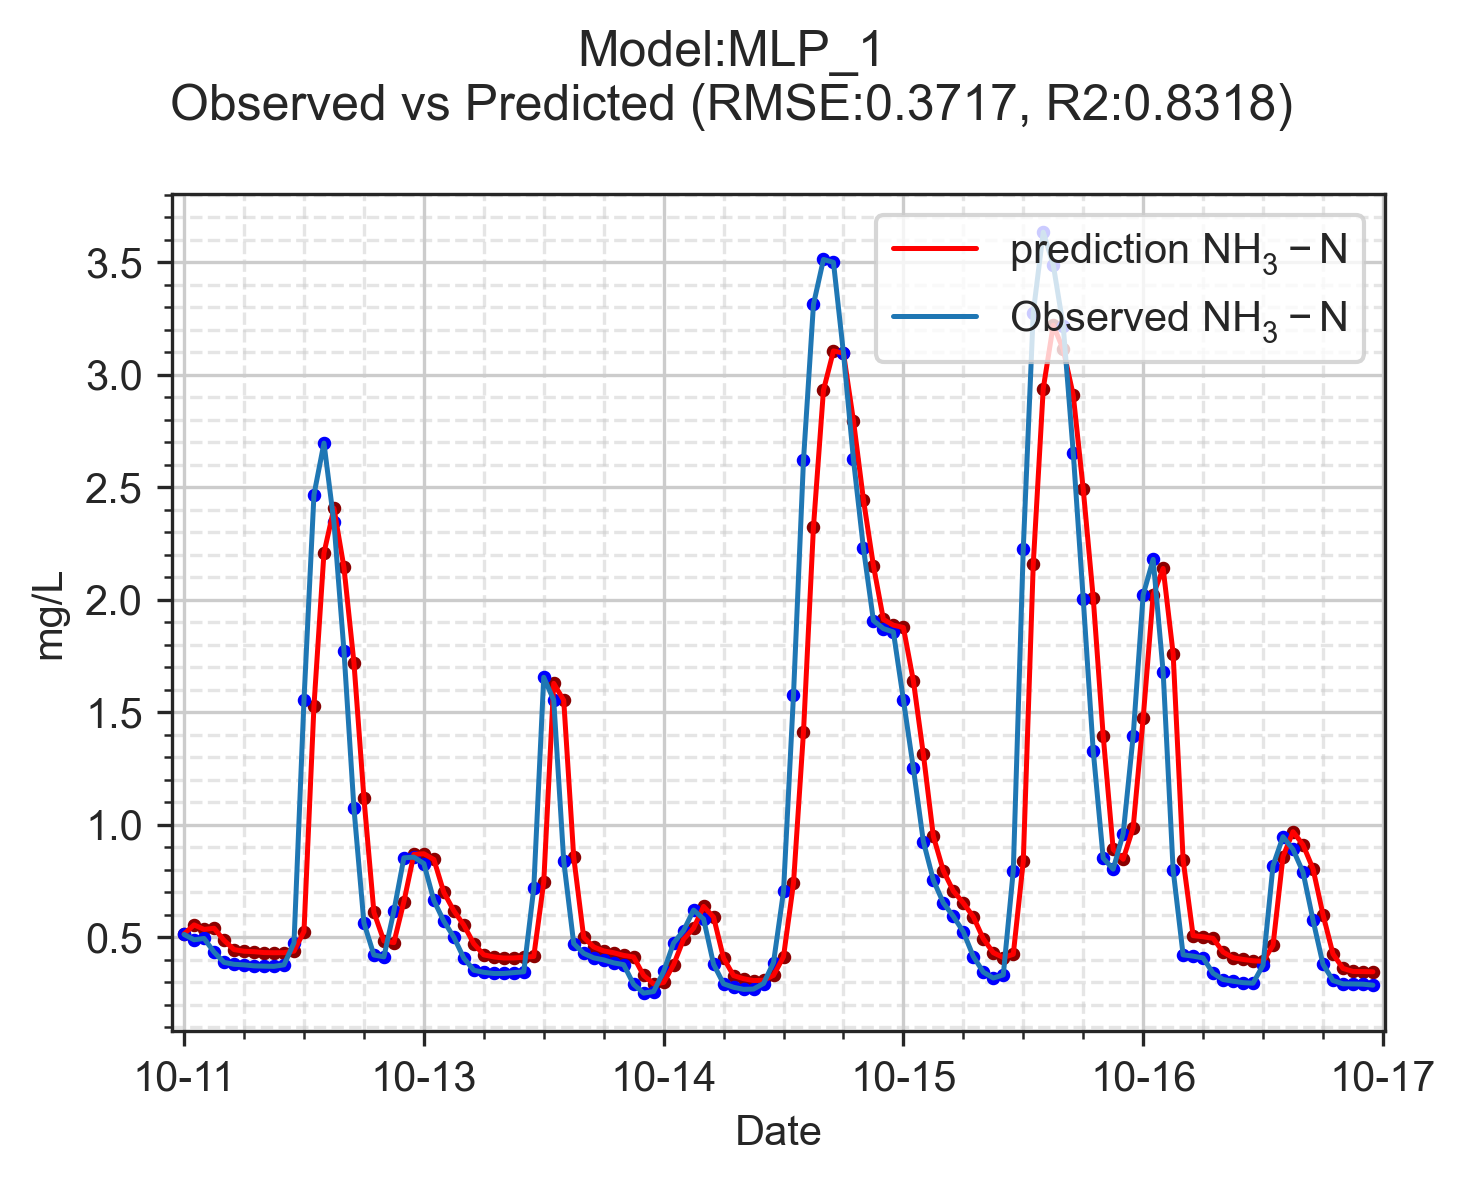 Model:MLP_1
Observed vs Predicted (RMSE:0.3717, R2:0.8318)
prediction NH₃ − N
Observed NH₃ − N
3.5
3.0
2.5
2.0
1.5
1.0
0.5
mg/L
10-11 10-13 10-14 10-15 10-16 10-17
Date